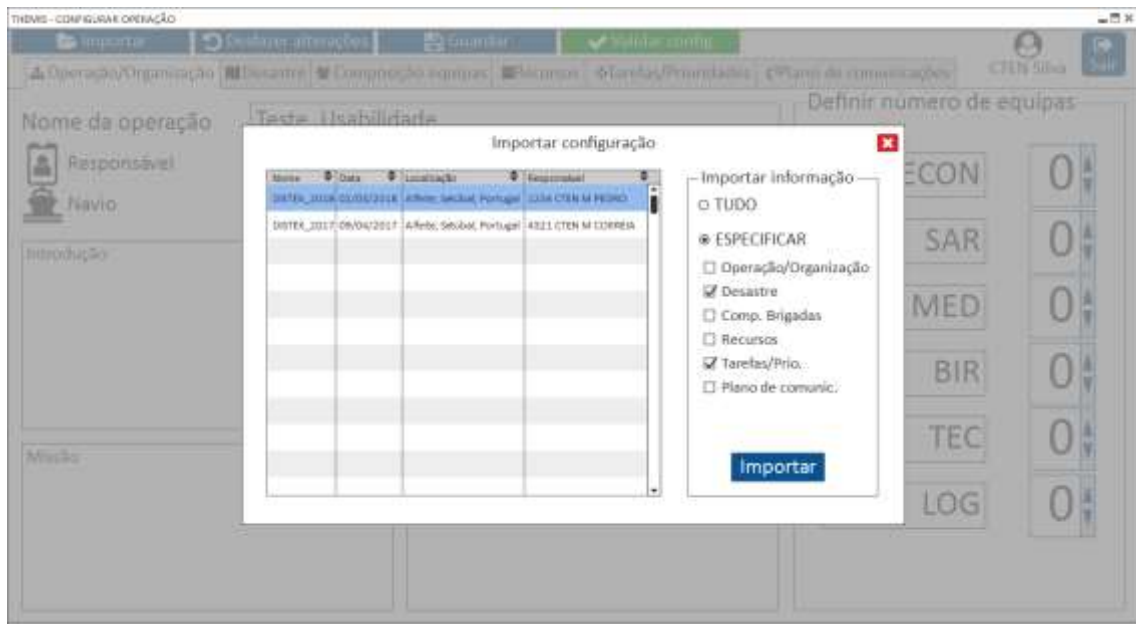 THEMIS - CONFIGURAR OPERAÇÃO
Importar
Desfazer alterações
Guardar
Validar config.
CTEN Silva
Sair
Operação/Organização
Desastre
Composição equipas
Recursos
Tarefas/Prioridades
Plano de comunicações
Nome da operação
Teste_Usabilidade
Definir número de equipas
Responsável
Navio
Introdução
Missão
Importar configuração
Nome Data Localização Responsável
DISTEX_2018 Alfeite, Setúbal, Portugal 1234 CTEN M PEDRO
DISTEX_2017 09/04/2017 Alfeite, Setúbal, Portugal 4321 CTEN M CORREIA
Importar informação
TUDO
ESPECIFICAR
Operação/Organização
Desastre
Comp. Brigadas
Recursos
Tarefas/Prio.
Plano de comunic.
Importar
ECON 0
SAR 0
MED 0
BIR 0
TEC 0
LOG 0